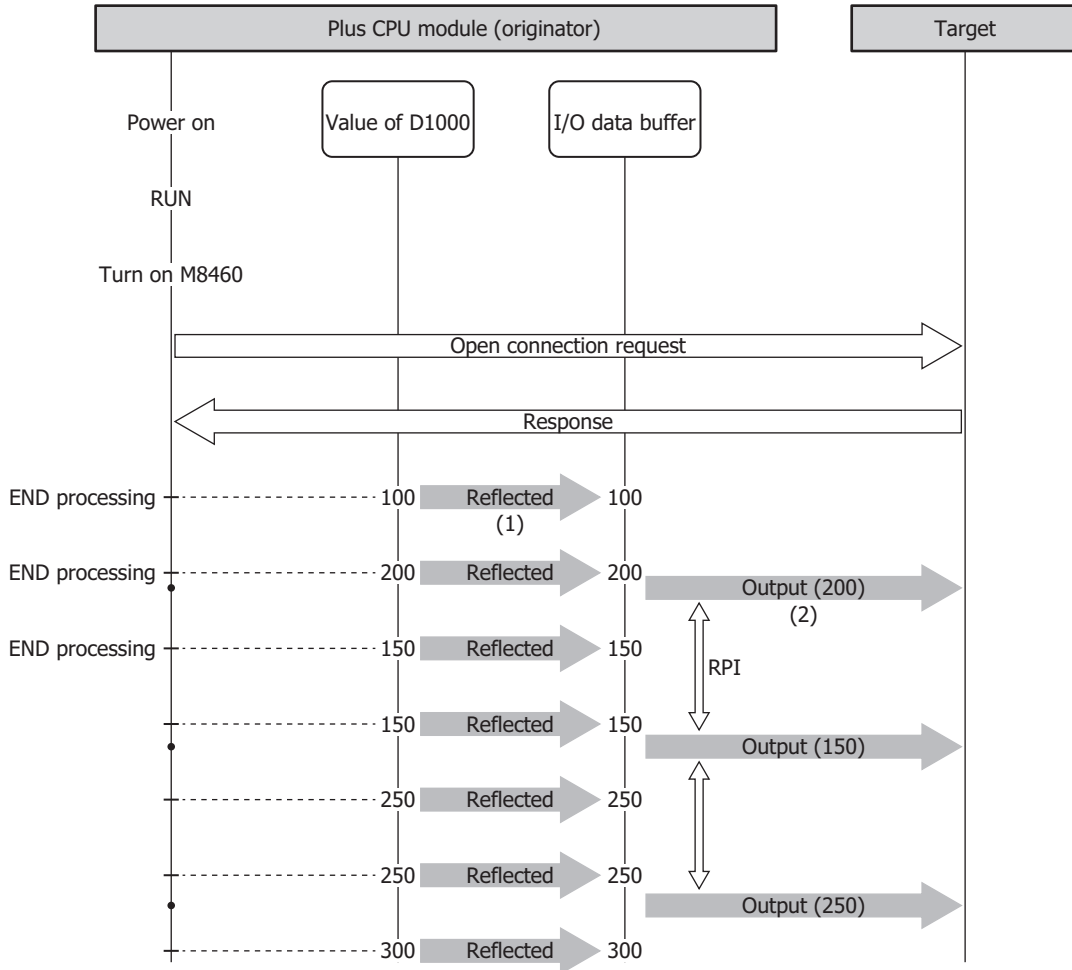 Plus CPU module (originator) Target
Power on Value of D1000 I/O data buffer
RUN
Turn on M8460
Open connection request
Response
END processing 100 Reflected 100
(1)
END processing 200 Reflected 200
Output (200)
(2)
END processing 150 Reflected 150
RPI
150 Reflected 150
Output (150)
250 Reflected 250
250 Reflected 250
Output (250)
300 Reflected 300